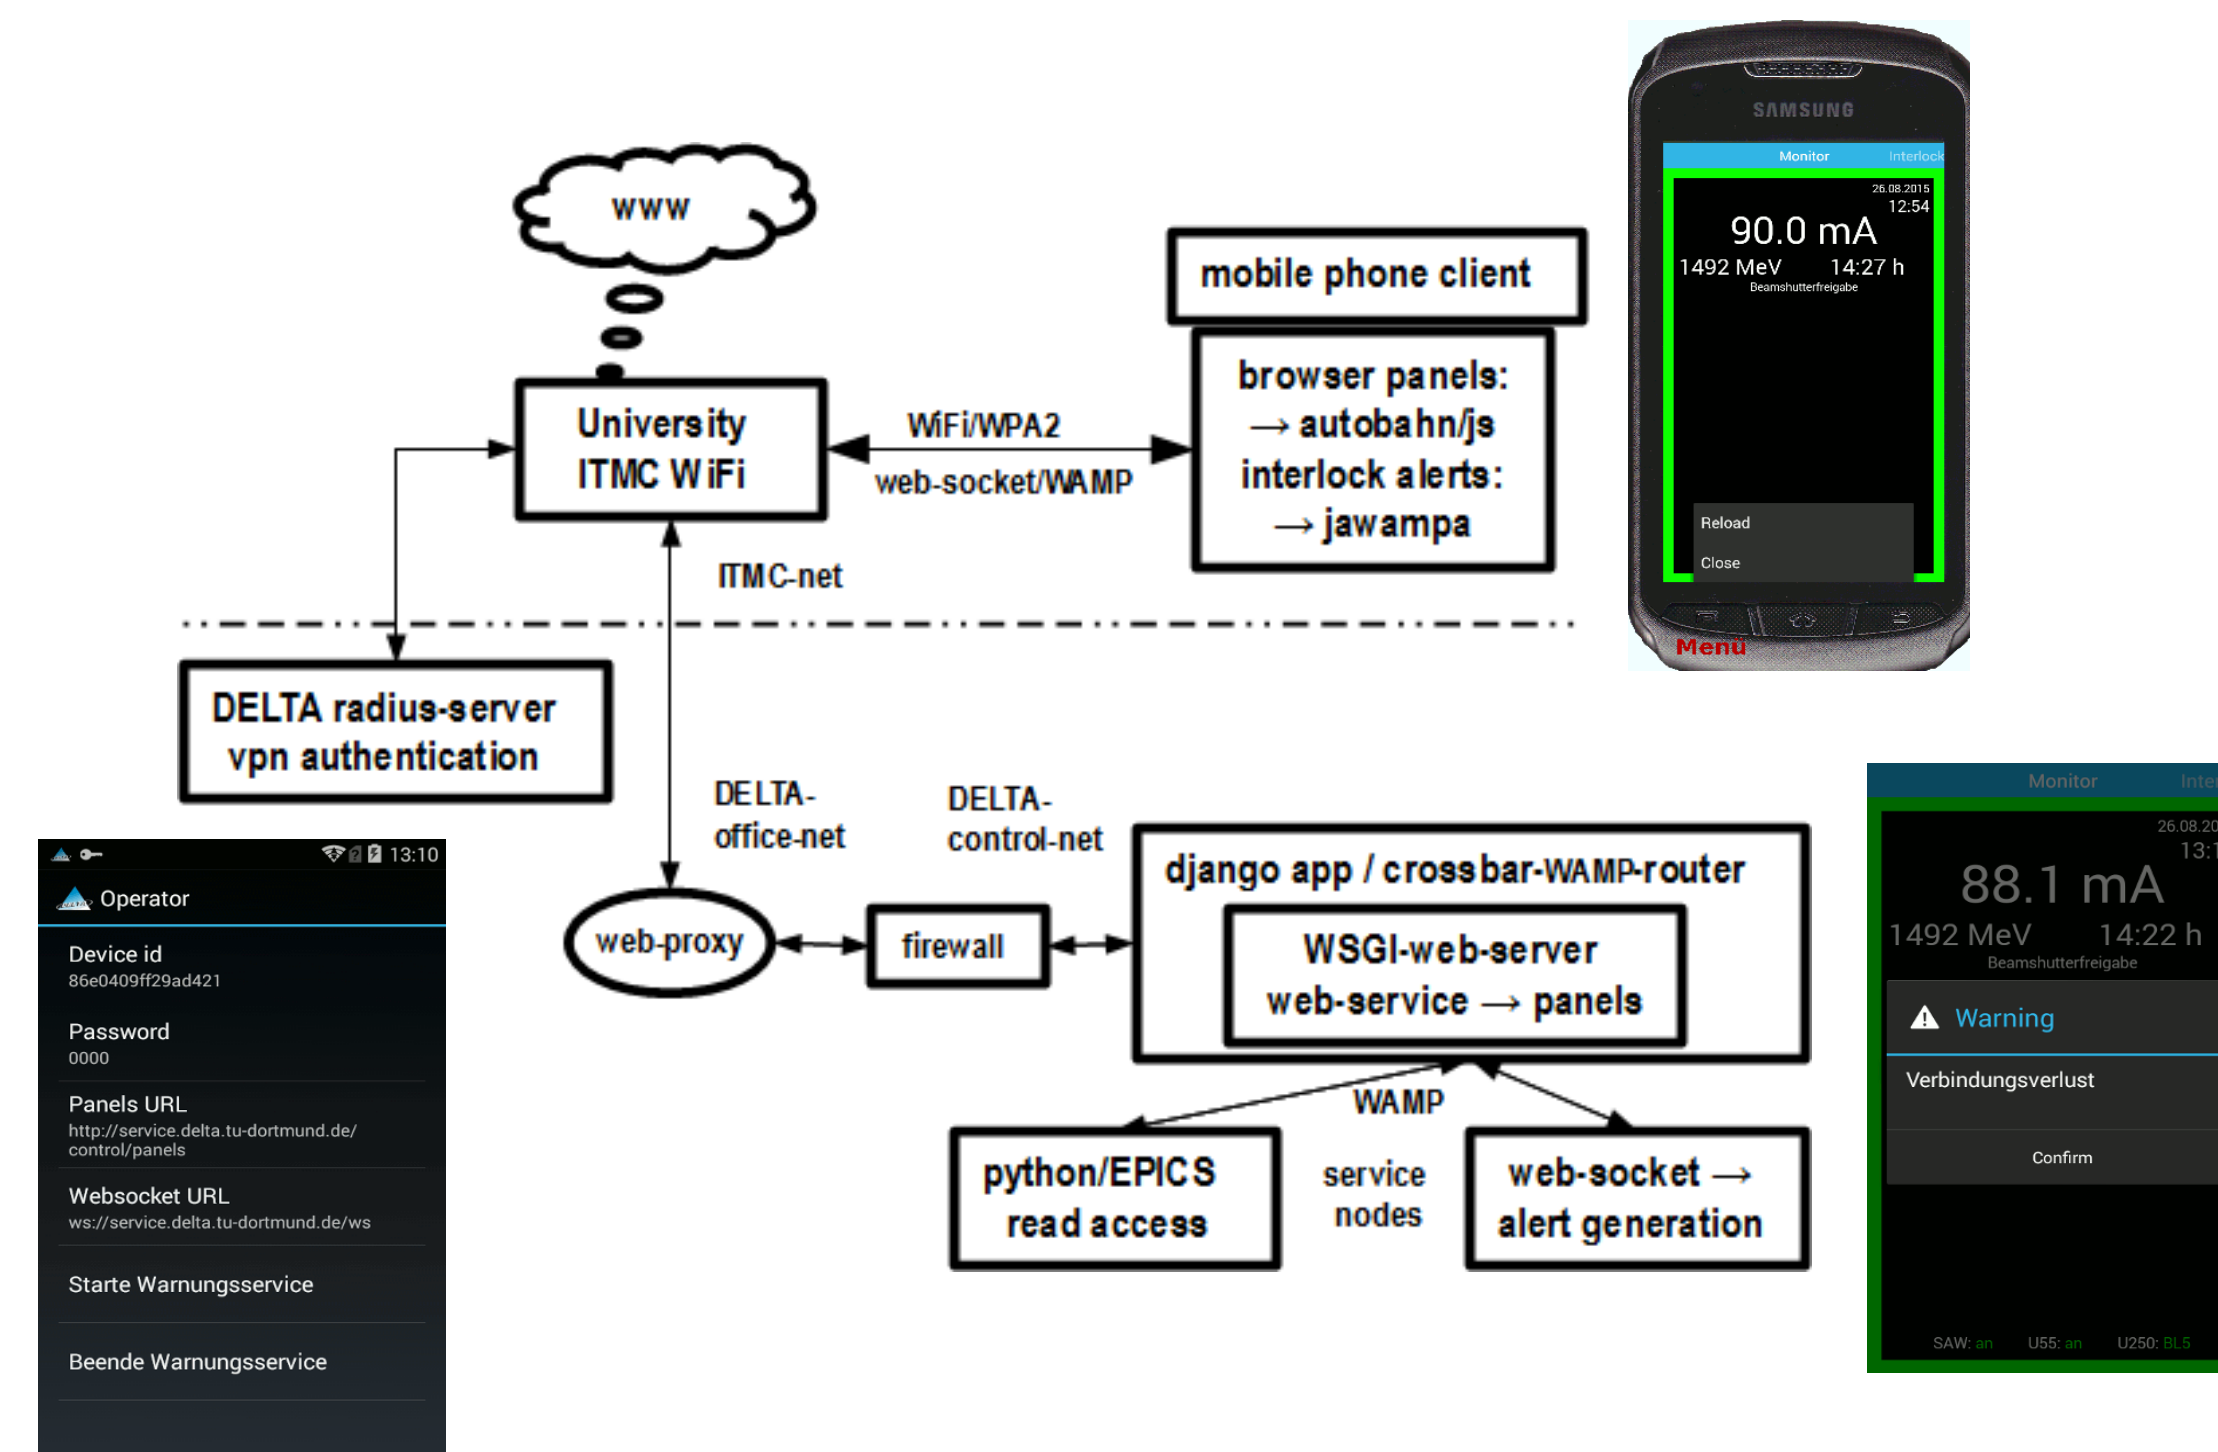 www
University
ITMC WiFi
WiFi/WPA2
web-socket/WAMP
mobile phone client
browser panels:
→ autobahn/js
interlock alerts:
→ jawampa
ITMC-net
SAMSUNG
Monitor Interlock
26.08.2015
12:54
90.0 mA
1492 MeV 14:27 h
Beamshutterfreigabe
Reload
Close
Menü
DELTA radius-server
vpn authentication
DELTA-
office-net
DELTA-
control-net
web-proxy
firewall
django app / crossbar-WAMP-router
WSGI-web-server
web-service → panels
WAMP
python/EPICS
read access
service
nodes
web-socket →
alert generation
13:10
Operator
Device id
86e0409ff29ad421
Password
0000
Panels URL
http://service.delta.tu-dortmund.de/
control/panels
Websocket URL
ws://service.delta.tu-dortmund.de/ws
Starte Warnungsservice
Beende Warnungsservice
Monitor
26.08.20
88.1 mA
1492 MeV 14:22 h
Beamshutterfreigabe
Warning
Verbindungsverlust
Confirm
SAW: an U55: an U250: BL5